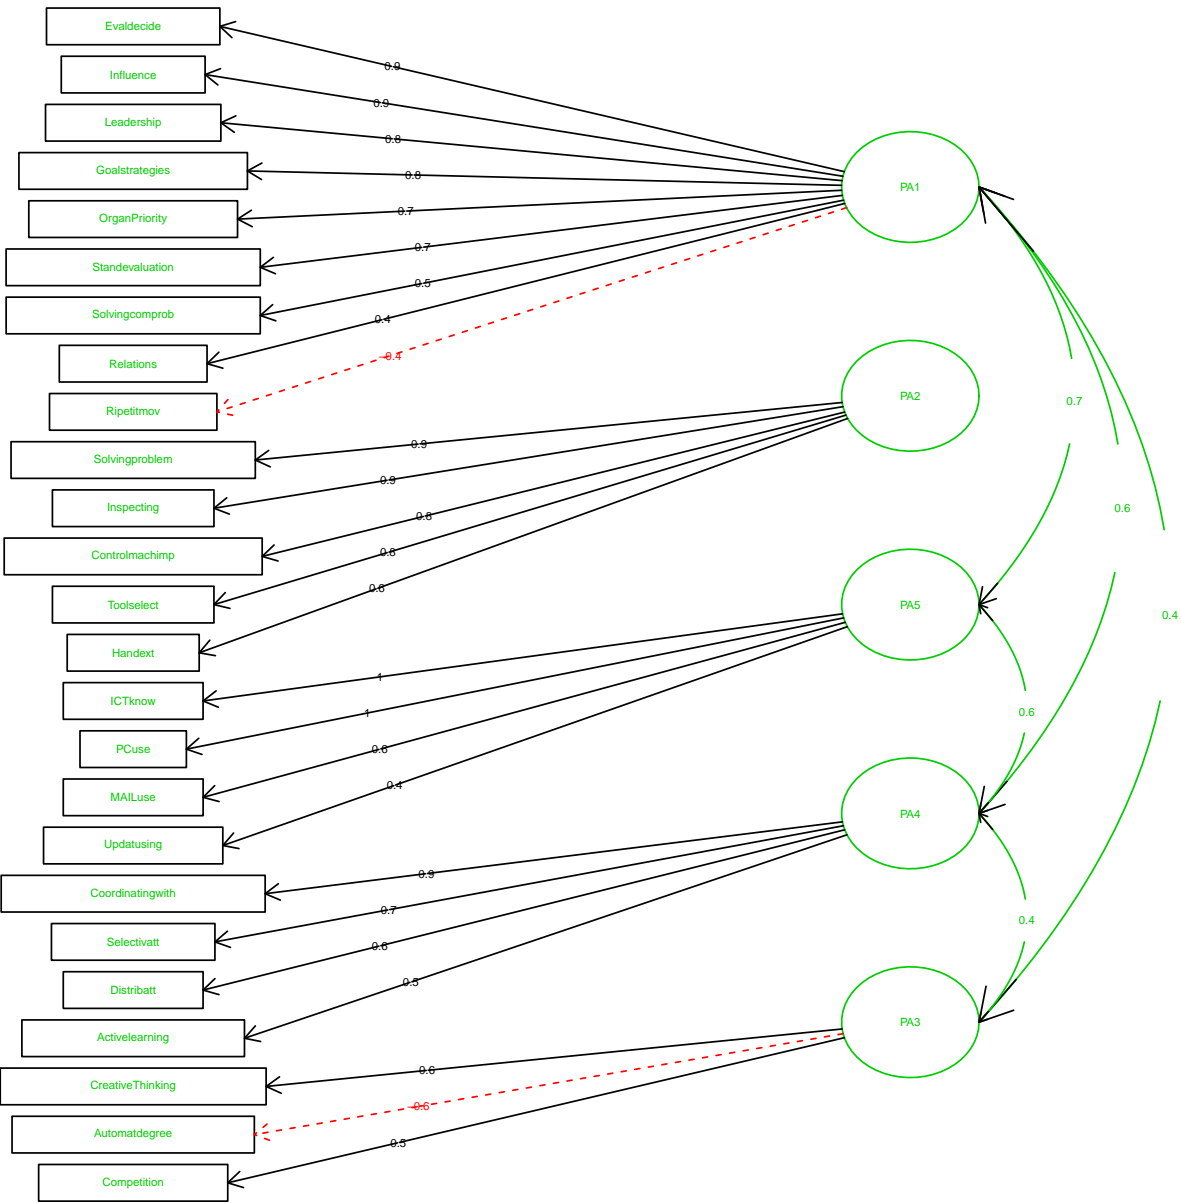 Evaldecide
Influence
Leadership
Goalstrategies
OrganPriority
Standevaluation
Solvingcomprob
Relations
Ripetitmov
Solvingproblem
Inspecting
Controlmachimp
Toolselect
Handext
ICTknow
PCuse
MAILuse
Updatusing
Coordinatingwith
Selectivatt
Distribatt
Activelearning
CreativeThinking
Automatdegree
Competition
0.9
0.9
0.8
0.8
0.7
0.7
0.5
0.4
−0.4
0.9
0.9
0.8
0.8
0.6
1
1
0.6
0.4
0.9
0.7
0.6
0.5
0.6
−0.6
0.5
PA1
PA2
PA5
PA4
PA3
0.7
0.6
0.4
0.6
0.4